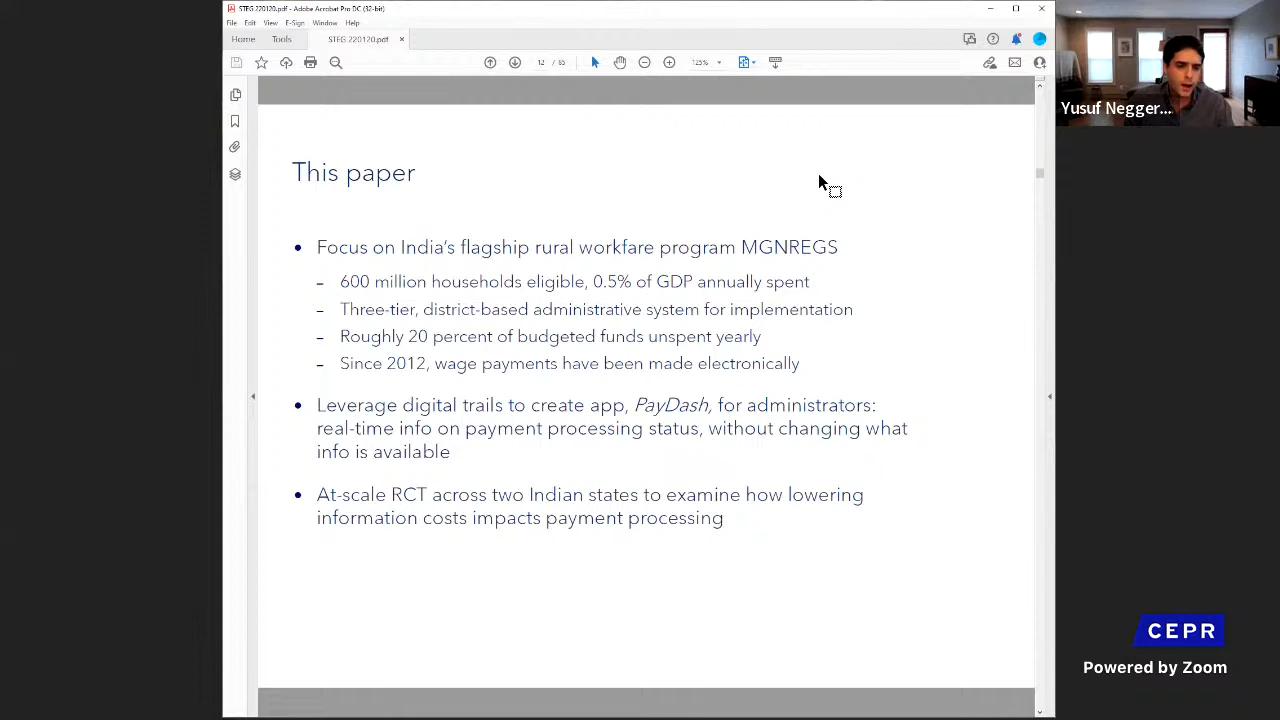 STEG 220120.pdf - Adobe Acrobat Pro DC (32-bit)
File Edit View E-Sign Window Help
Home Tools STEG 220120.pdf ×
12 / 65 125%
Yusuf Negger...
This paper
• Focus on India's flagship rural workfare program MGNREGS
– 600 million households eligible, 0.5% of GDP annually spent
– Three-tier, district-based administrative system for implementation
– Roughly 20 percent of budgeted funds unspent yearly
– Since 2012, wage payments have been made electronically
• Leverage digital trails to create app, PayDash, for administrators:
real-time info on payment processing status, without changing what
info is available
• At-scale RCT across two Indian states to examine how lowering
information costs impacts payment processing
CEPR
Powered by Zoom